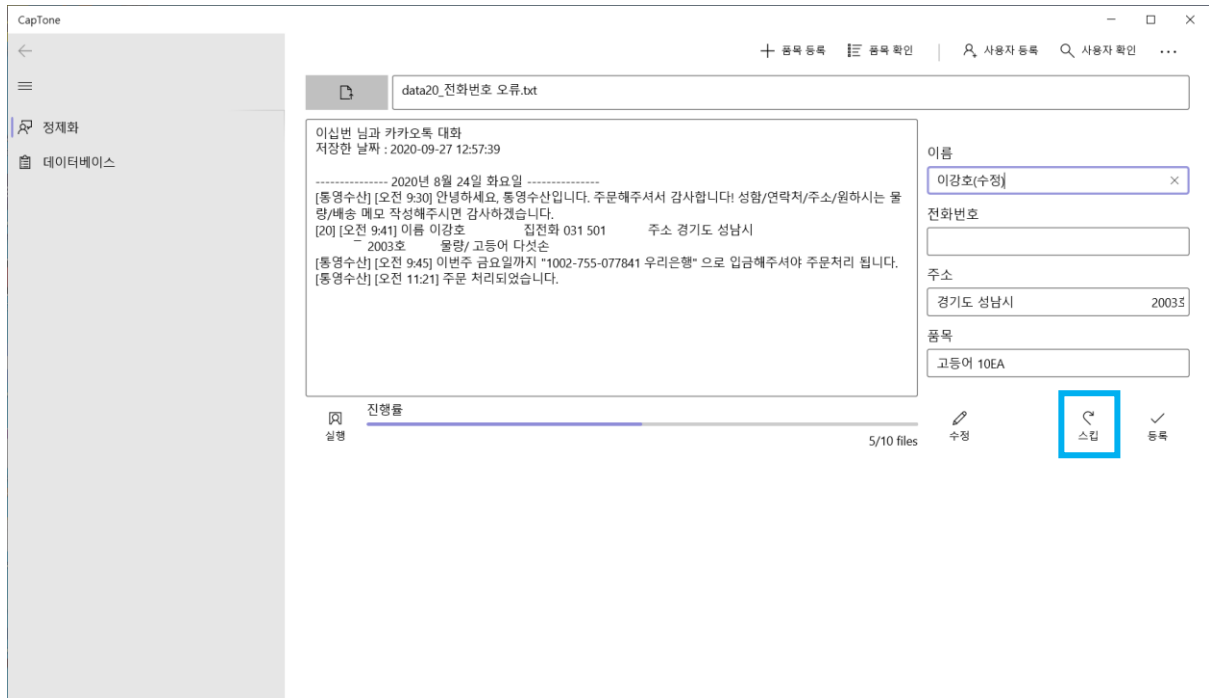 CapTone
품목 등록 품목 확인 사용자 등록 사용자 확인 ...
data20_전화번호 오류.txt
정제화
데이터베이스
이십번 님과 카카오톡 대화
저장한 날짜 : 2020-09-27 12:57:39
--------------- 2020년 8월 24일 화요일 ---------------
[통영수산] [오전 9:30] 안녕하세요, 통영수산입니다. 주문해주셔서 감사합니다! 성함/연락처/주소/원하시는 물
량/배송 메모 작성해주시면 감사하겠습니다.
[20] [오전 9:41] 이름 이강호 집전화 031 501 주소 경기도 성남시
2003호 물량/ 고등어 다섯손
[통영수산] [오전 9:45] 이번주 금요일까지 "1002-755-077841 우리은행" 으로 입금해주셔야 주문처리 됩니다.
[통영수산] [오전 11:21] 주문 처리되었습니다.
이름
이강호(수정)
전화번호
주소
경기도 성남시 2003
품목
고등어 10EA
실행
진행률
5/10 files
수정
스킵
등록